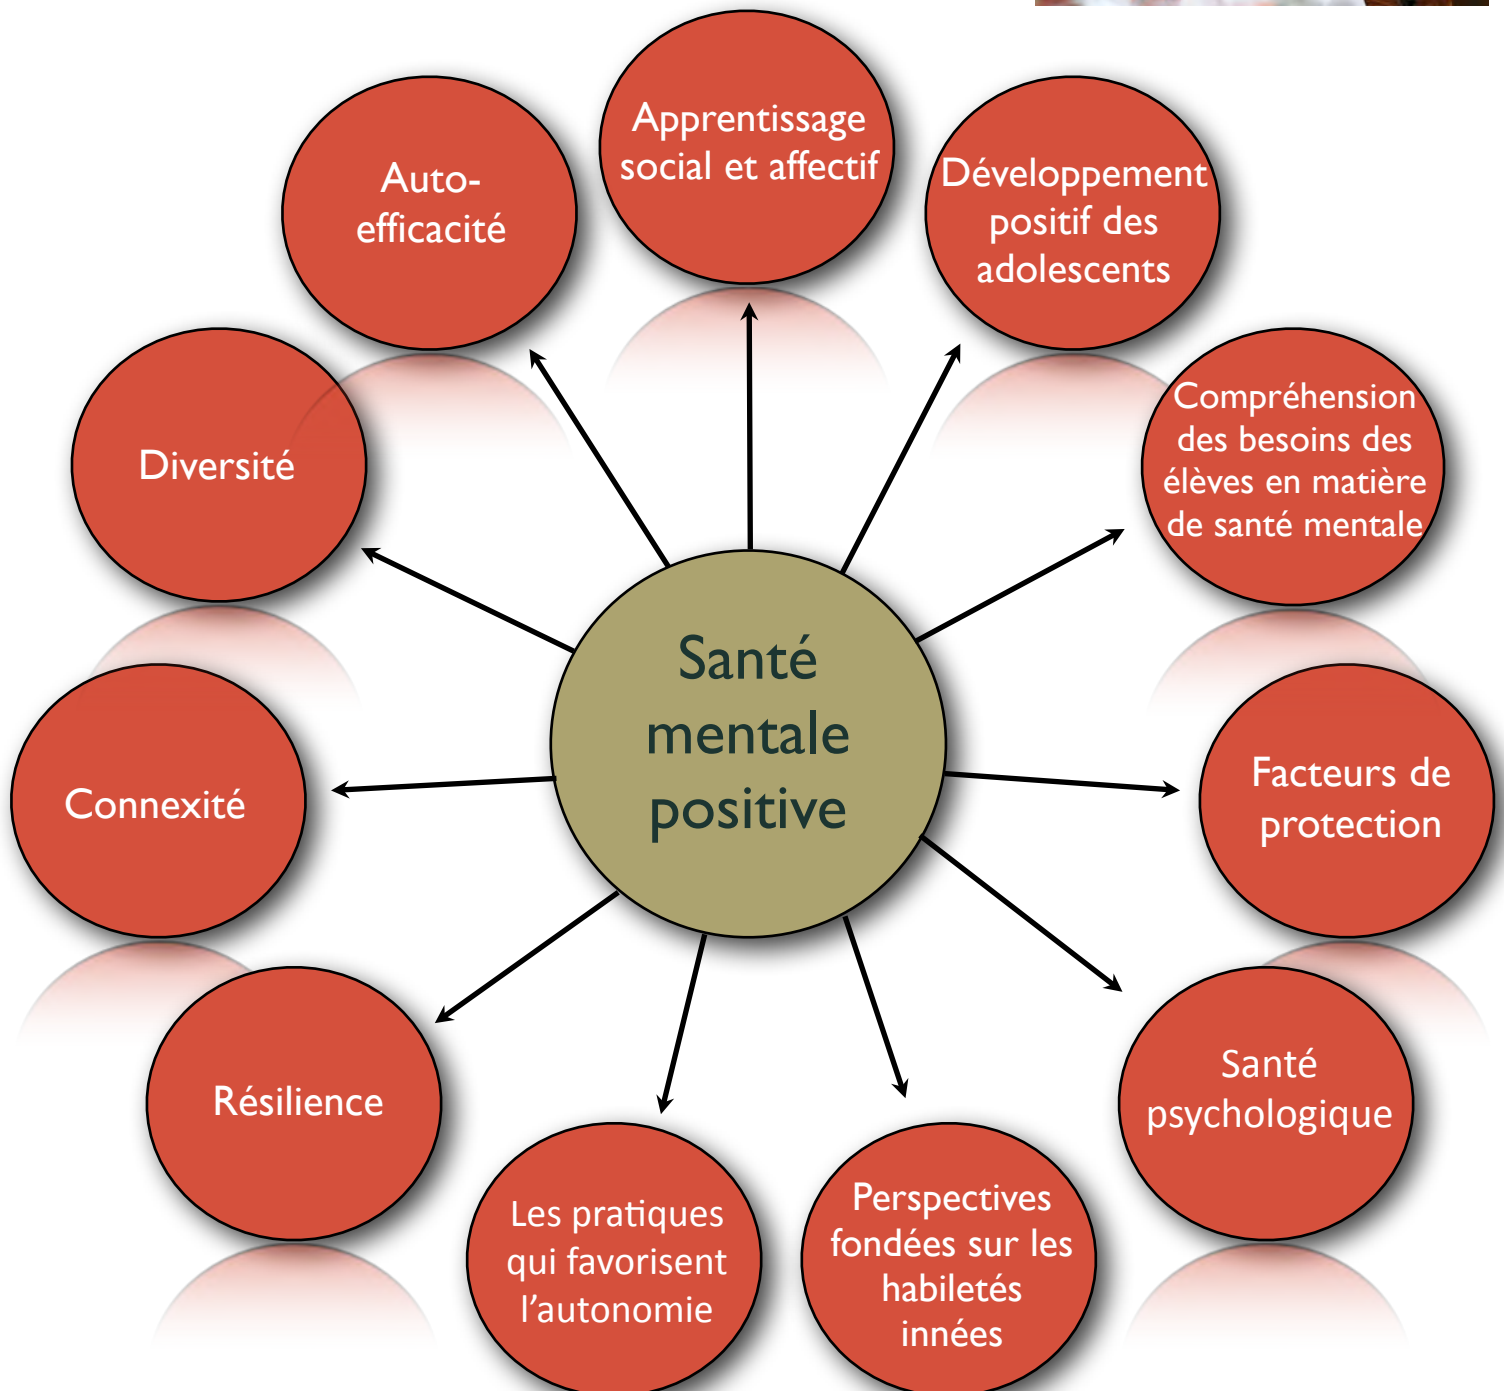 Apprentissage
social et affectif
Développement
positif des
adolescents
Compréhension
des besoins des
élèves en matière
de santé mentale
Facteurs de
protection
Santé
psychologique
Perspectives
fondées sur les
habiletés
innées
Les pratiques
qui favorisent
l’autonomie
Résilience
Connexité
Diversité
Auto-
efficacité
Santé
mentale
positive